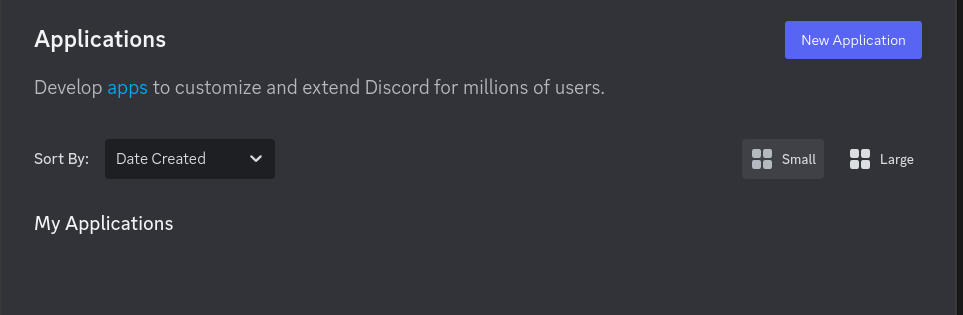 Applications
New Application
Develop apps to customize and extend Discord for millions of users.
Sort By: Date Created Small Large
My Applications